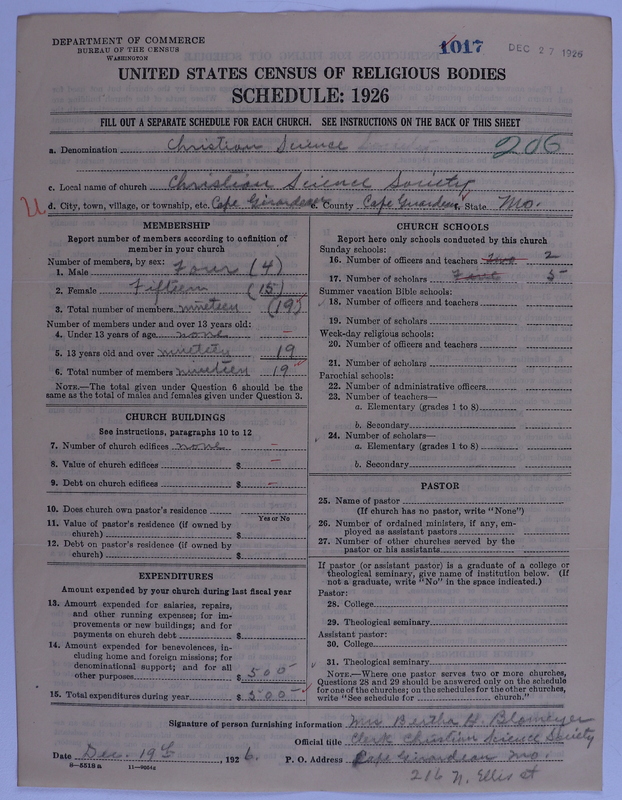 DEPARTMENT OF COMMERCE
BUREAU OF THE CENSUS
WASHINGTON
1017
DEC 27 1926
UNITED STATES CENSUS OF RELIGIOUS BODIES
SCHEDULE: 1926
FILL OUT A SEPARATE SCHEDULE FOR EACH CHURCH. SEE INSTRUCTIONS ON THE BACK OF THIS SHEET
a. Denomination Christian Science 206
c. Local name of church Christian Science Society
U d. City, town, village, or township, etc. Cape Girardeau e. County Cape Girardeau f. State Mo.
MEMBERSHIP
Report number of members according to definition of
member in your church
Number of members, by sex:
1. Male Four (4)
2. Female Fifteen (15)
3. Total number of members nineteen (19)
Number of members under and over 13 years old:
4. Under 13 years of age none –
5. 13 years old and over nineteen 19
6. Total number of members nineteen 19
NOTE.—The total given under Question 6 should be the
same as the total of males and females given under Question 3.
CHURCH BUILDINGS
See instructions, paragraphs 10 to 12
7. Number of church edifices none –
8. Value of church edifices $ –
9. Debt on church edifices $ –
10. Does church own pastor's residence
Yes or No
11. Value of pastor's residence (if owned by
church) $
12. Debt on pastor's residence (if owned by
church) $
EXPENDITURES
Amount expended by your church during last fiscal year
13. Amount expended for salaries, repairs,
and other running expenses; for im-
provements or new buildings; and for
payments on church debt $
14. Amount expended for benevolences, in-
cluding home and foreign missions; for
denominational support; and for all
other purposes $ 500
15. Total expenditures during year $ 500
CHURCH SCHOOLS
Report here only schools conducted by this church
Sunday schools:
16. Number of officers and teachers Two 2
17. Number of scholars 5
Summer vacation Bible schools:
18. Number of officers and teachers
19. Number of scholars
Week-day religious schools:
20. Number of officers and teachers
21. Number of scholars
Parochial schools:
22. Number of administrative officers
23. Number of teachers—
a. Elementary (grades 1 to 8)
b. Secondary
24. Number of scholars—
a. Elementary (grades 1 to 8)
b. Secondary
PASTOR
25. Name of pastor
(If church has no pastor, write "None")
26. Number of ordained ministers, if any, em-
ployed as assistant pastors
27. Number of other churches served by the
pastor or his assistants
If pastor (or assistant pastor) is a graduate of a college or
theological seminary, give name of institution below. (If
not a graduate, write "No" in the space indicated.)
Pastor:
28. College
29. Theological seminary
Assistant pastor:
30. College
31. Theological seminary
NOTE.—Where one pastor serves two or more churches,
Questions 28 and 29 should be answered only on the schedule
for one of the churches; on the schedules for the other churches,
write "See schedule for church."
Signature of person furnishing information Mrs Bertha H. Blomeyer
Official title Clerk Christian Science Society
Date Dec. 19th, 1926. P. O. Address Cape Girardeau Mo.
216 N. Ellis St